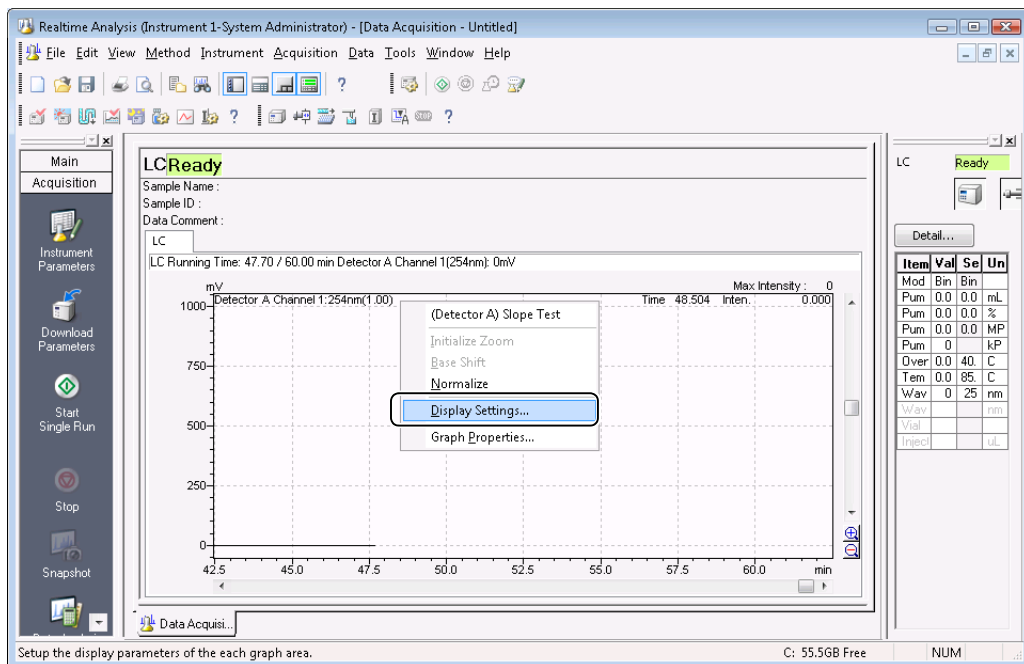 Realtime Analysis (Instrument 1-System Administrator) - [Data Acquisition - Untitled]
File Edit View Method Instrument Acquisition Data Tools Window Help
Main
Acquisition
Instrument
Parameters
Download
Parameters
Start
Single Run
Stop
Snapshot
LC Ready
Sample Name :
Sample ID :
Data Comment :
LC
LC Running Time: 47.70 / 60.00 min Detector A Channel 1(254nm): 0mV
mV
Max Intensity : 0
Detector A Channel 1:254nm(1.00)
Time 48.504 Inten. 0.000
1000
750
500
250
0
42.5 45.0 47.5 50.0 52.5 55.0 57.5 60.0 min
(Detector A) Slope Test
Initialize Zoom
Base Shift
Normalize
Display Settings...
Graph Properties...
Data Acquisi...
LC Ready
Detail...
Item Val Se Un
Mod Bin Bin
Pum 0.0 0.0 mL
Pum 0.0 0.0 %
Pum 0.0 0.0 MP
Pum 0 kP
Over 0.0 40. C
Tem 0.0 85. C
Wav 0 25 nm
Wav nm
Vial
Inject uL
Setup the display parameters of the each graph area.
C: 55.5GB Free
NUM